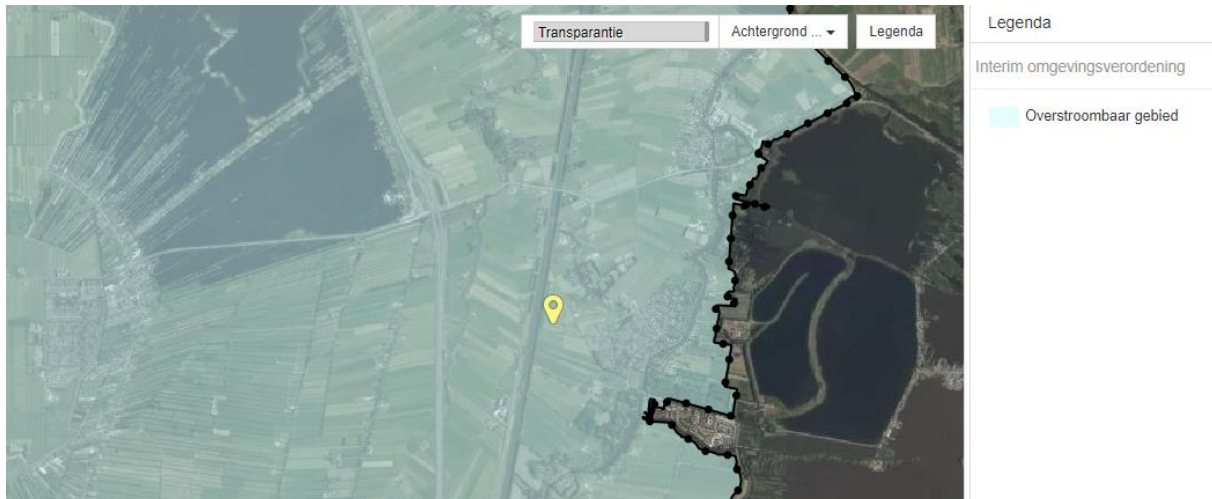 Transparantie
Achtergrond ...
Legenda
Legenda
Interim omgevingsverordening
Overstroombaar gebied